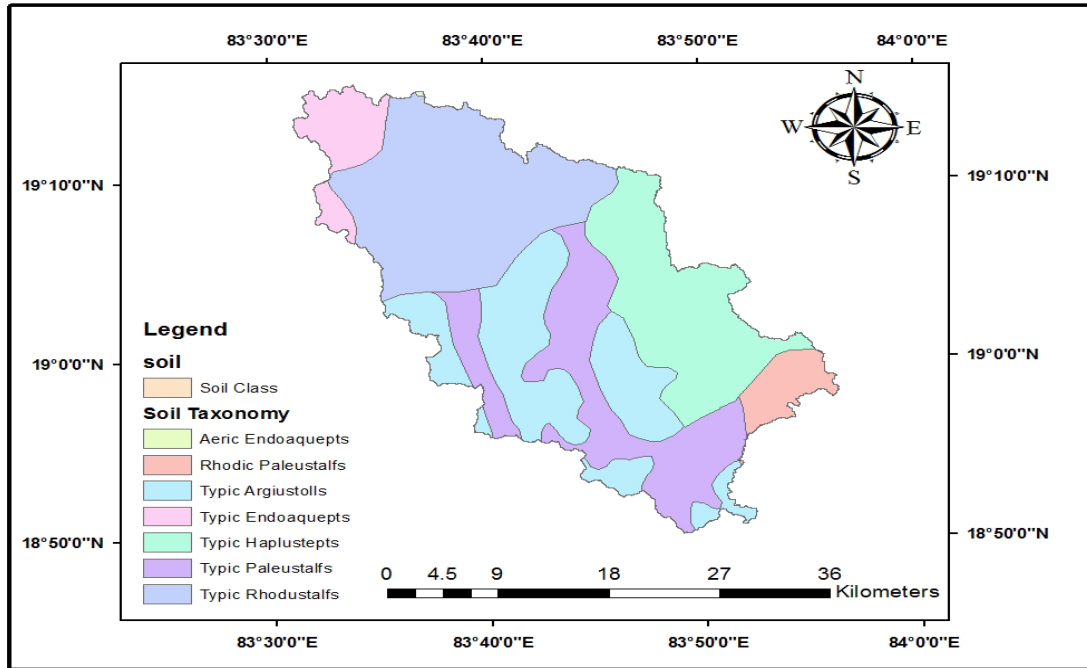 83°30'0"E 83°40'0"E 83°50'0"E 84°0'0"E
N
W E
S
19°10'0"N 19°10'0"N
19°0'0"N 19°0'0"N
18°50'0"N 18°50'0"N
Legend
soil
Soil Class
Soil Taxonomy
Aeric Endoaquepts
Rhodic Paleustalfs
Typic Argiustolls
Typic Endoaquepts
Typic Haplustepts
Typic Paleustalfs
Typic Rhodustalfs
0 4.5 9 18 27 36
Kilometers
83°30'0"E 83°40'0"E 83°50'0"E 84°0'0"E